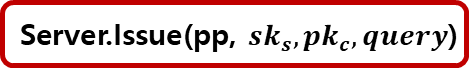 Server.Issue(pp, sk_s, pk_c, query)